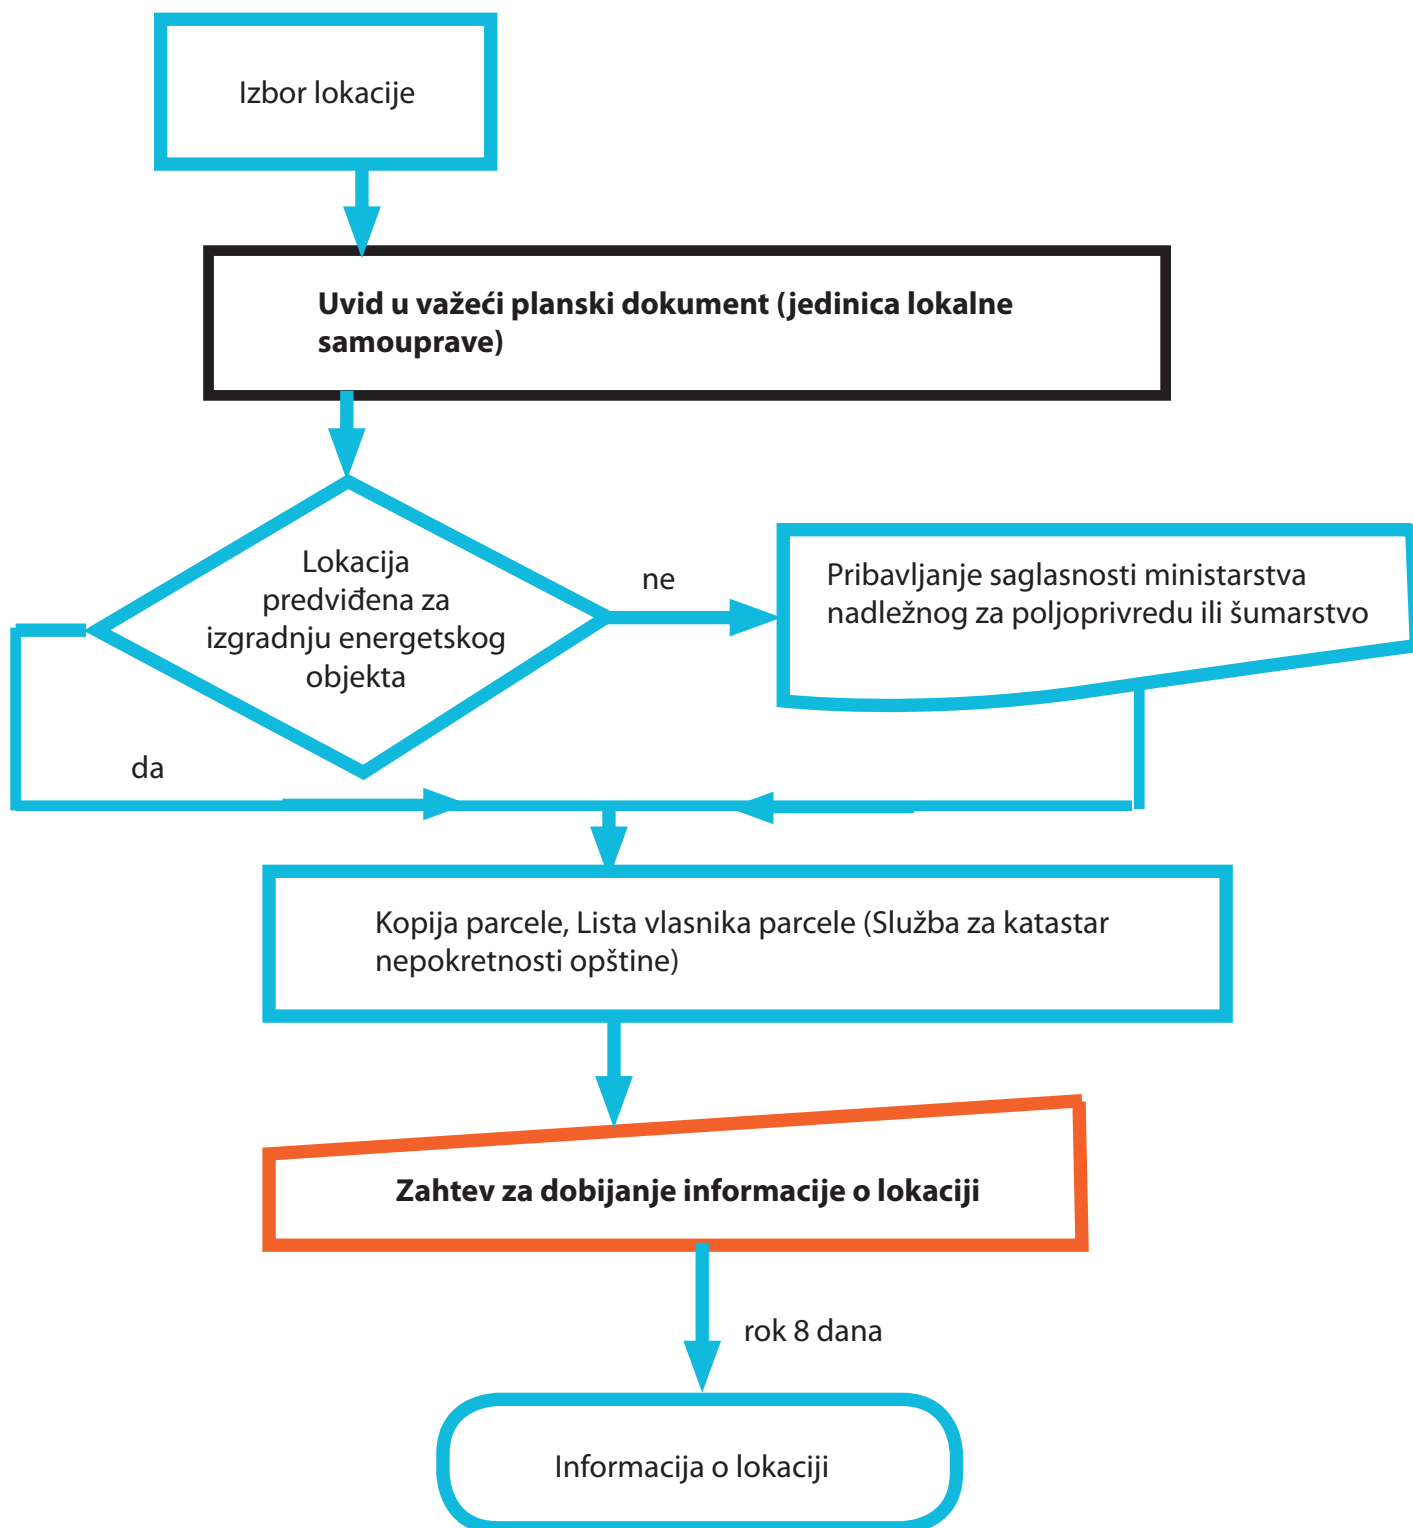 Izbor lokacije
Uvid u važeći planski dokument (jedinica lokalne
samouprave)
Lokacija
predviđena za
izgradnju energetskog
objekta
ne
Pribavljanje saglasnosti ministarstva
nadležnog za poljoprivredu ili šumarstvo
da
Kopija parcele, Lista vlasnika parcele (Služba za katastar
nepokretnosti opštine)
Zahtev za dobijanje informacije o lokaciji
rok 8 dana
Informacija o lokaciji